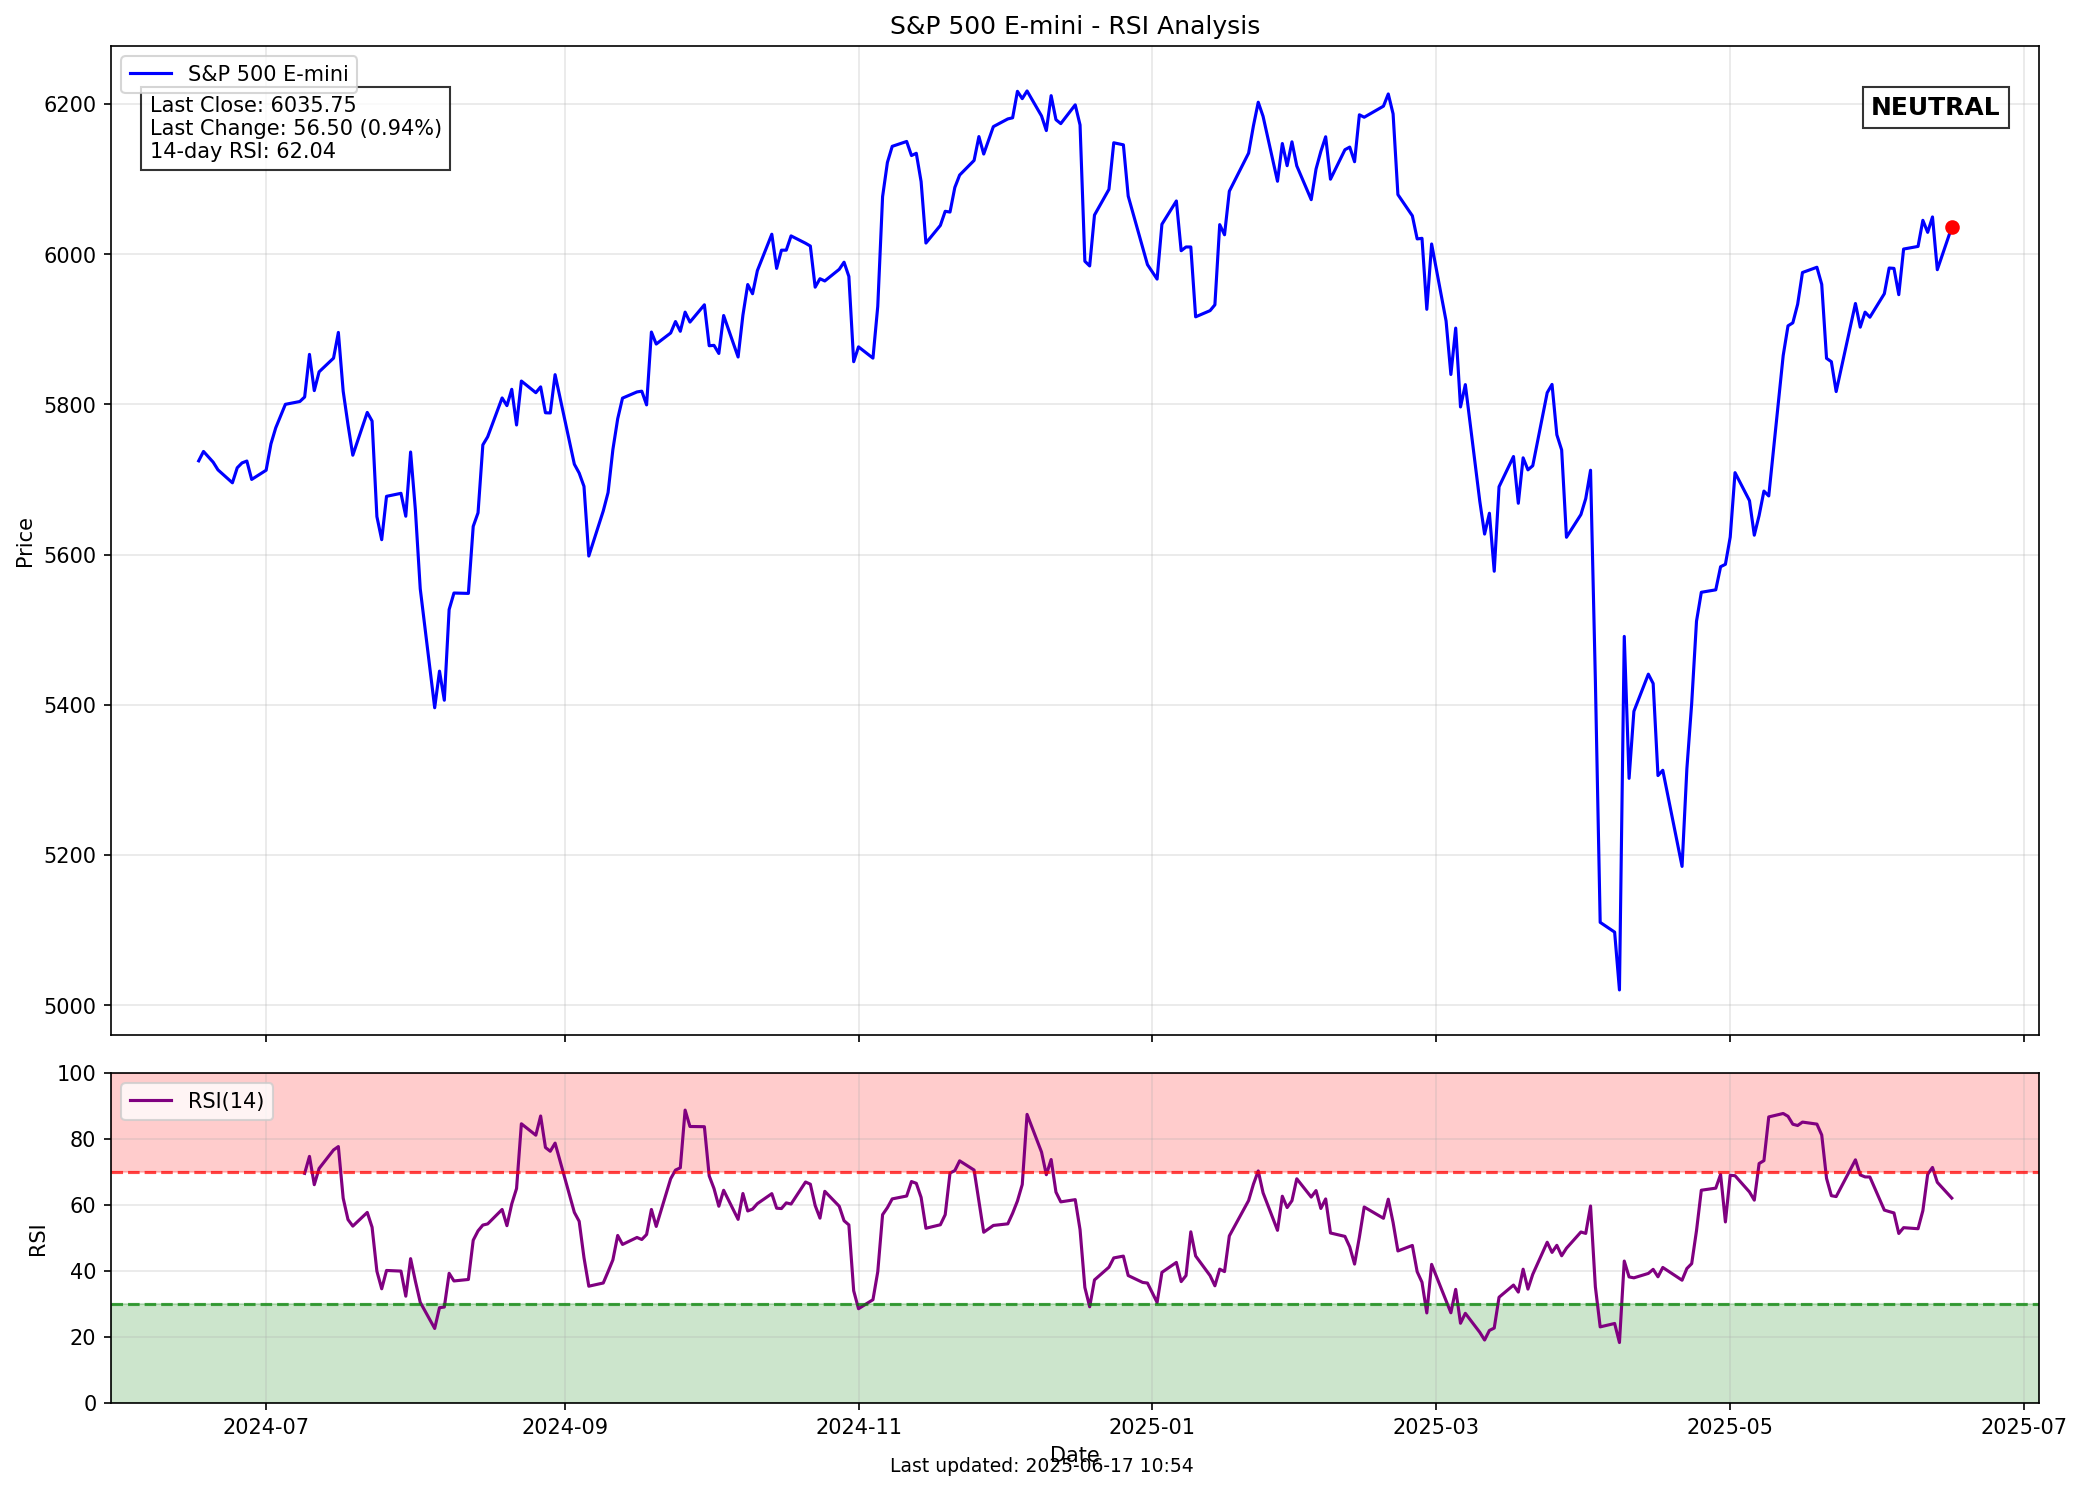 S&P 500 E-mini - RSI Analysis
S&P 500 E-mini
Last Close: 6035.75
Last Change: 56.50 (0.94%)
14-day RSI: 62.04
NEUTRAL
6200
6000
5800
5600
5400
5200
5000
Price
RSI(14)
100
80
60
40
20
0
RSI
2024-07
2024-09
2024-11
2025-01
2025-03
2025-05
2025-07
Date
Last updated: 2025-06-17 10:54